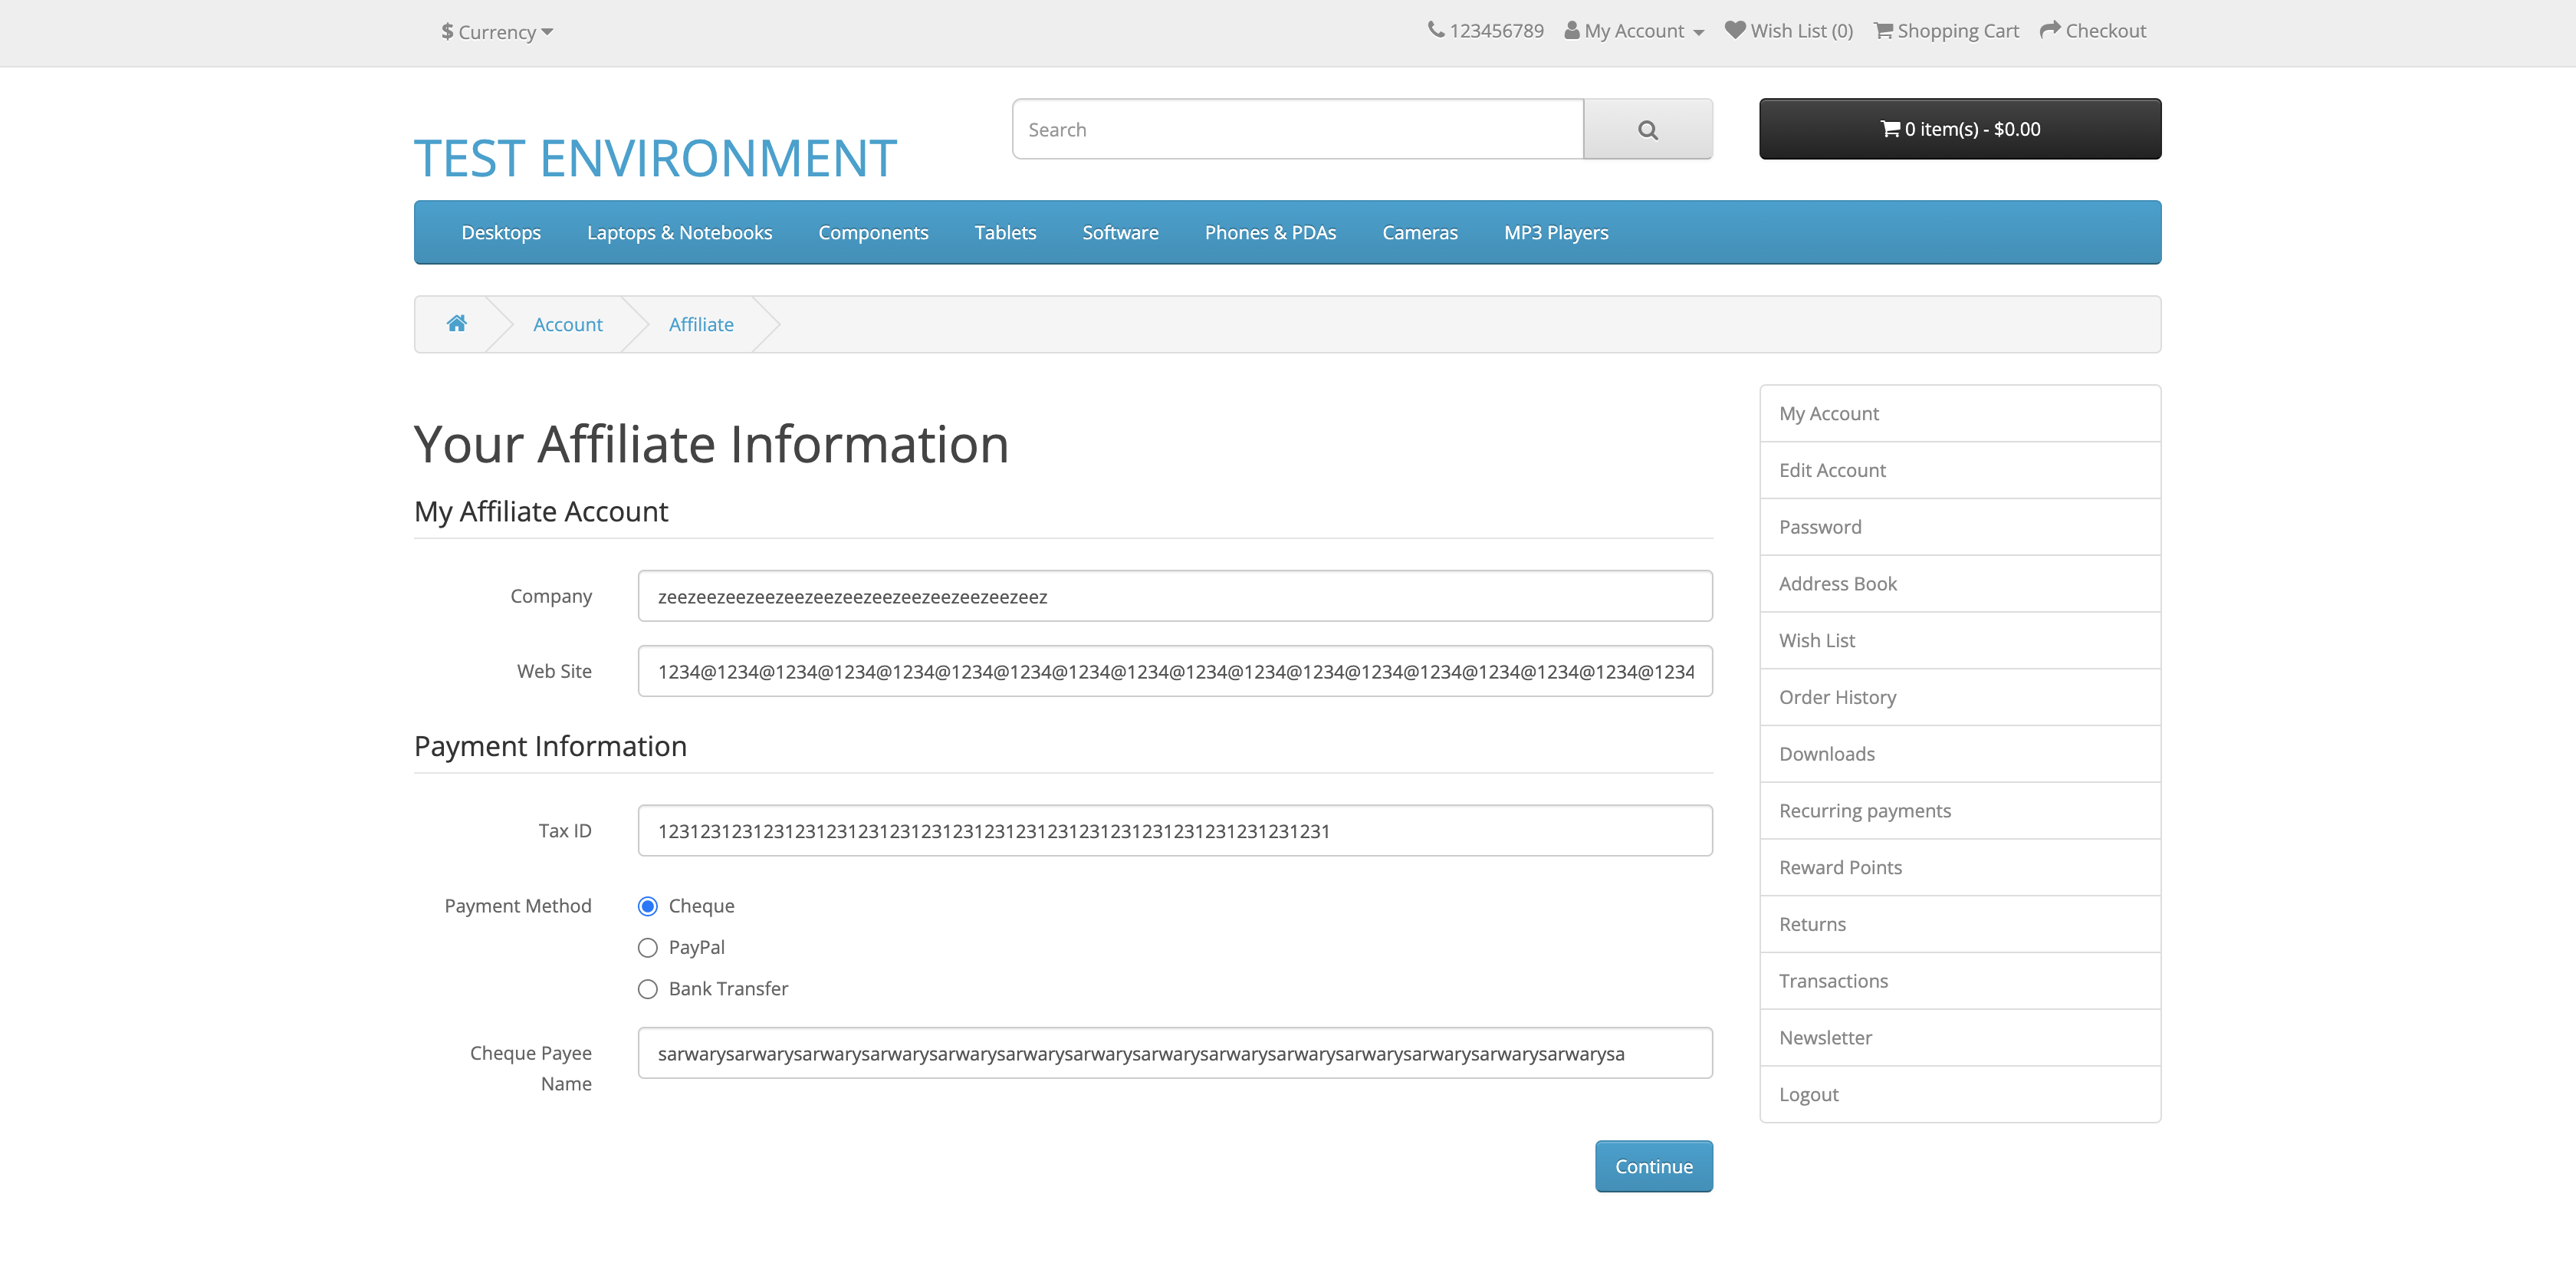 $ Currency
123456789 My Account Wish List (0) Shopping Cart Checkout
TEST ENVIRONMENT
Search
0 item(s) - $0.00
Desktops Laptops & Notebooks Components Tablets Software Phones & PDAs Cameras MP3 Players
Account Affiliate
Your Affiliate Information
My Affiliate Account
Company zeezeezeezeezeezeezeezeezeezeezeezeezeez
Web Site 1234@1234@1234@1234@1234@1234@1234@1234@1234@1234@1234@1234@1234@1234@1234@1234@1234@1234
Payment Information
Tax ID
Payment Method
Cheque
PayPal
Bank Transfer
Cheque Payee
Name
sarwarysarwarysarwarysarwarysarwarysarwarysarwarysarwarysarwarysarwarysarwarysarwarysarwarysarwarysa
Continue
My Account
Edit Account
Password
Address Book
Wish List
Order History
Downloads
Recurring payments
Reward Points
Returns
Transactions
Newsletter
Logout